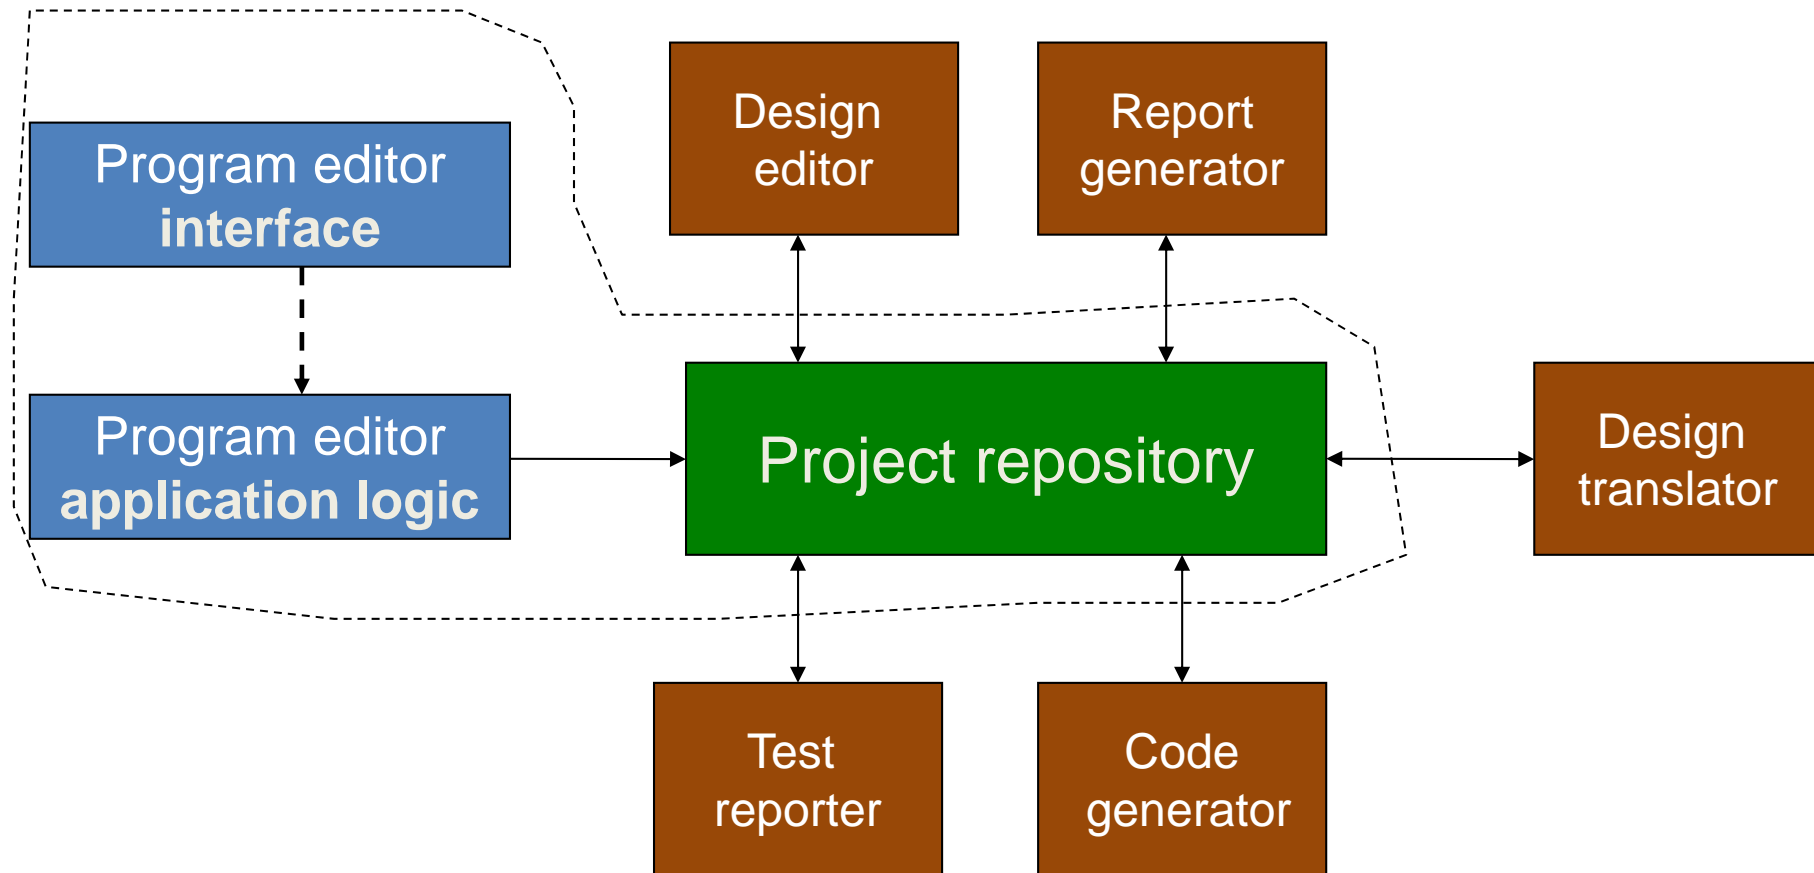 Program editor
interface
Design
editor
Report
generator
Program editor
application logic
Project repository
Design
translator
Test
reporter
Code
generator